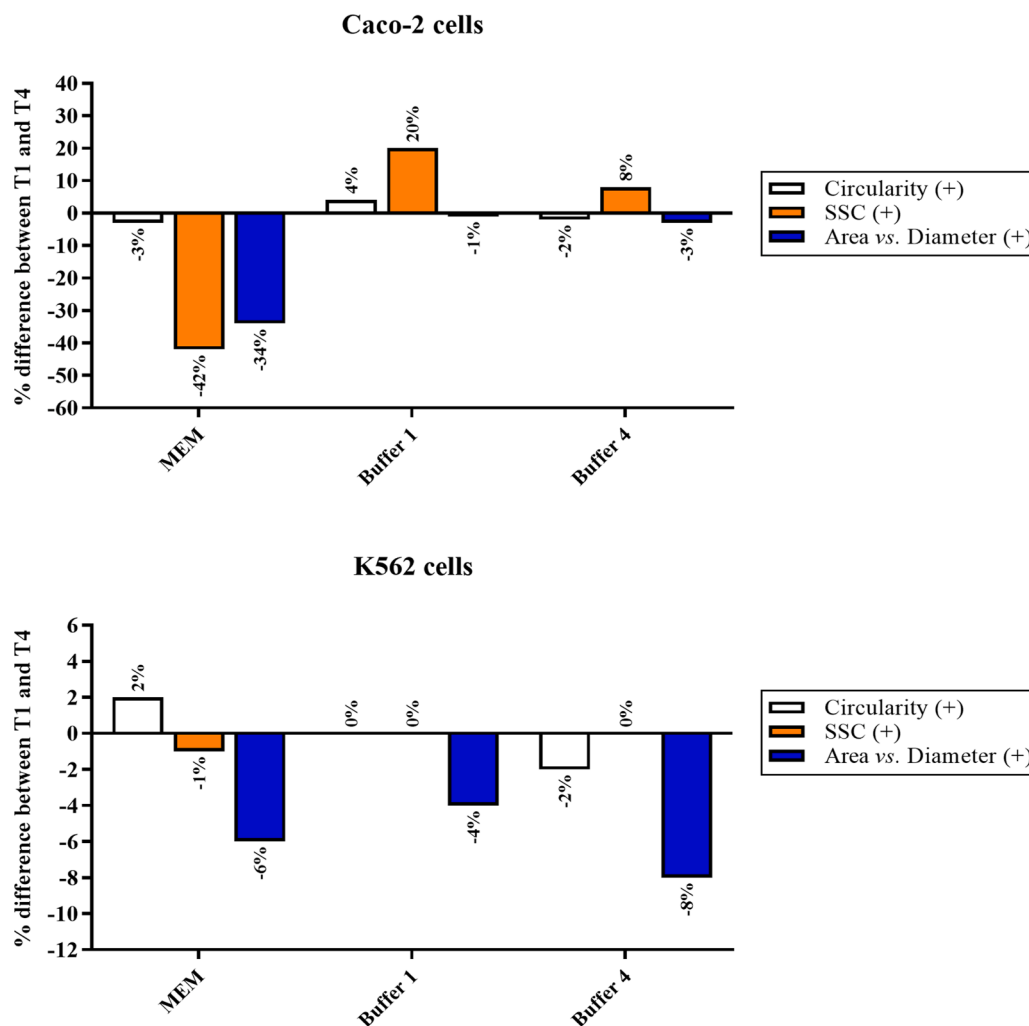 Caco-2 cells
% difference between T1 and T4
40
30
20
10
0
-10
-20
-30
-40
-50
-60
-3%
-42%
-34%
4%
20%
-1%
-2%
8%
-3%
MEM
Buffer 1
Buffer 4
Circularity (+)
SSC (+)
Area vs. Diameter (+)
K562 cells
% difference between T1 and T4
6
4
2
0
-2
-4
-6
-8
-10
-12
2%
-1%
-6%
0%
0%
-4%
-2%
0%
-8%
MEM
Buffer 1
Buffer 4
Circularity (+)
SSC (+)
Area vs. Diameter (+)